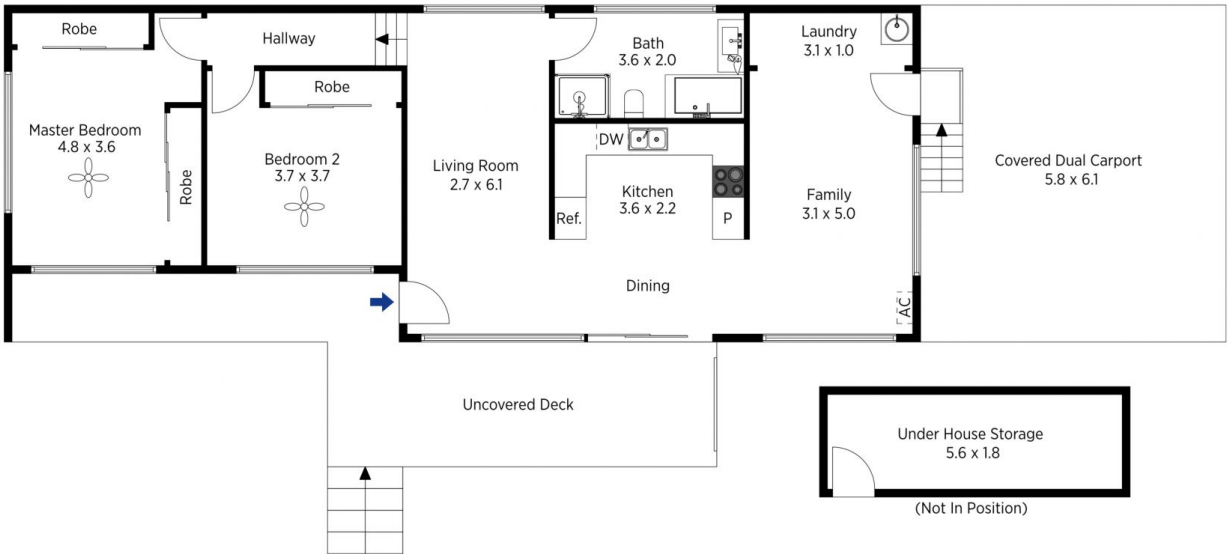 Robe
Hallway
Robe
Master Bedroom
4.8 x 3.6
Robe
Bedroom 2
3.7 x 3.7
Living Room
2.7 x 6.1
Bath
3.6 x 2.0
DW
Kitchen
3.6 x 2.2
Ref.
P
Dining
Laundry
3.1 x 1.0
Family
3.1 x 5.0
AC
Covered Dual Carport
5.8 x 6.1
Uncovered Deck
Under House Storage
5.6 x 1.8
(Not In Position)